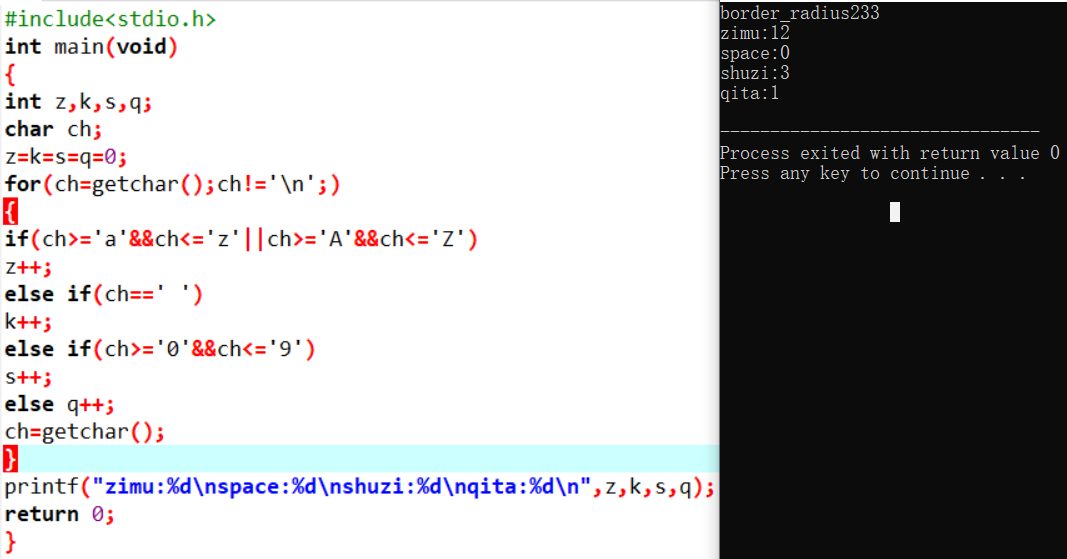 #include<stdio.h>
int main(void)
{
int z,k,s,q;
char ch;
z=k=s=q=0;
for(ch=getchar();ch!='\n';)
{
if(ch>='a'&&ch<='z'||ch>='A'&&ch<='Z')
z++;
else if(ch==' ')
k++;
else if(ch>='0'&&ch<='9')
s++;
else q++;
ch=getchar();
}
printf("zimu:%d\nspace:%d\nshuzi:%d\nqita:%d\n",z,k,s,q);
return 0;
}
border_radius233
zimu:12
space:0
shuzi:3
qita:1
--------------------------------
Process exited with return value 0
Press any key to continue . . .